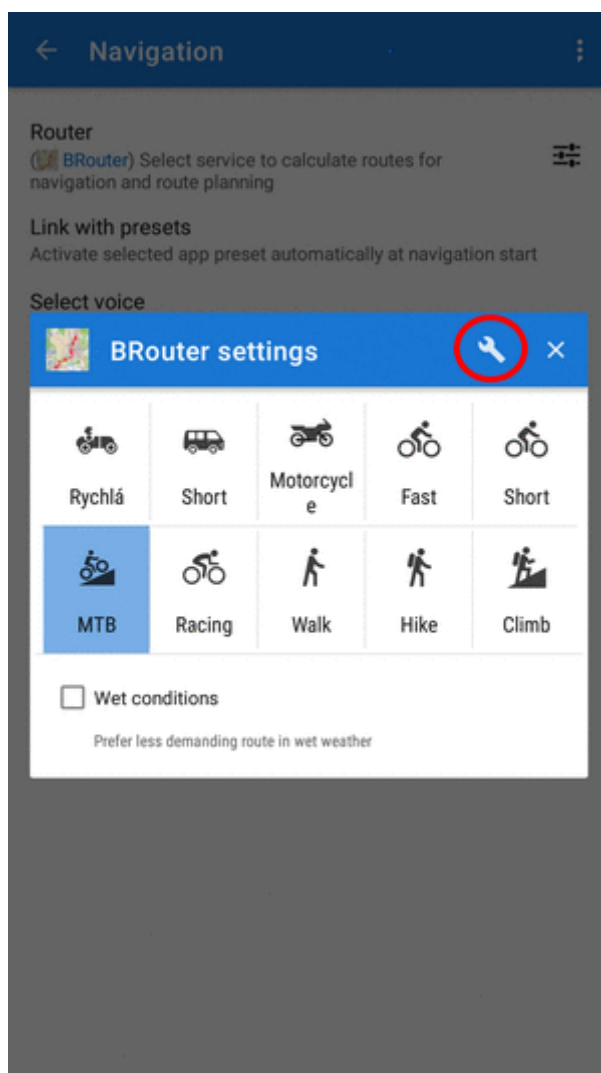 Navigation
Router
(BRouter) Select service to calculate routes for
navigation and route planning
Link with presets
Activate selected app preset automatically at navigation start
Select voice
BRouter settings
Rychlá
Short
Motorcycl
e
Fast
Short
MTB
Racing
Walk
Hike
Climb
Wet conditions
Prefer less demanding route in wet weather